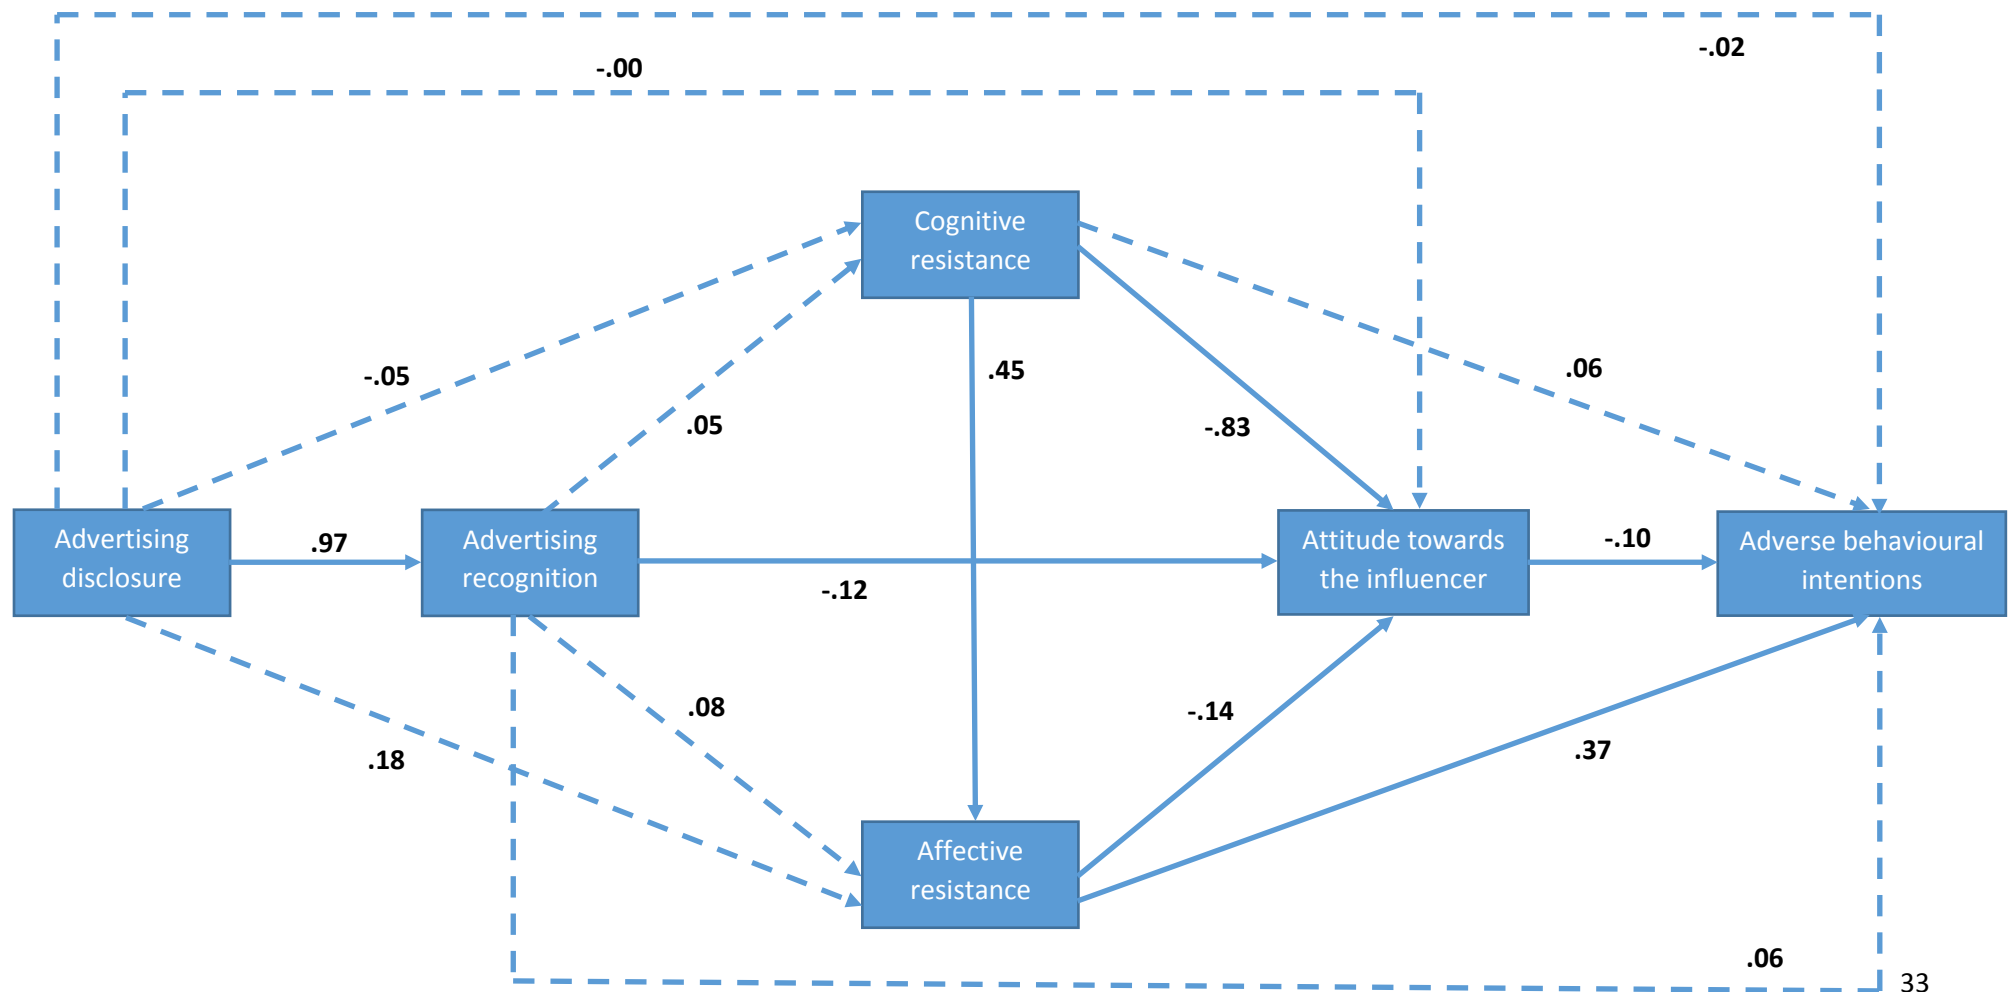 -.02
-.00
Cognitive
resistance
-.05
.05
.45
.06
-.83
Advertising
disclosure
.97
Advertising
recognition
-.12
Attitude towards
the influencer
-.10
Adverse behavioural
intentions
.18
.08
-.14
.37
Affective
resistance
.06
33